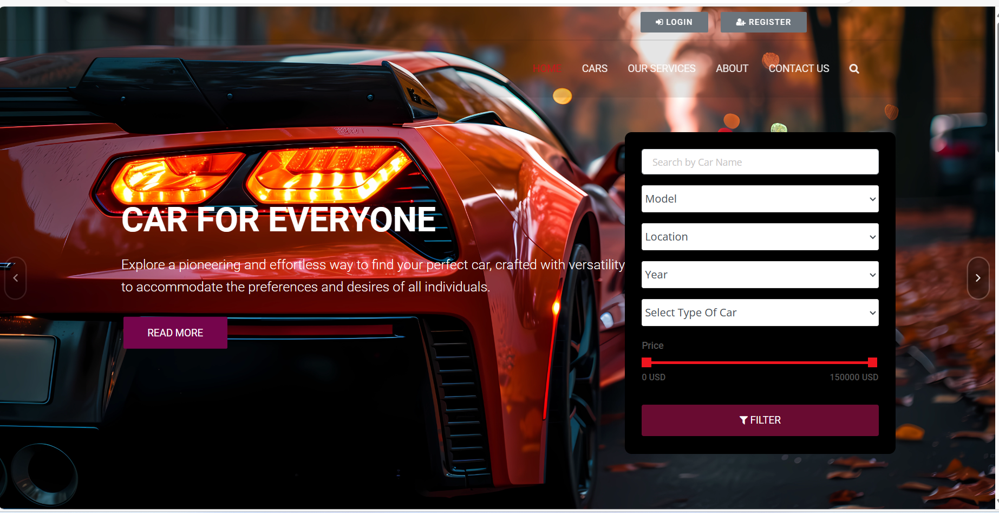 LOGIN REGISTER
HOME CARS OUR SERVICES ABOUT CONTACT US
Search by Car Name
Model
Location
Year
Select Type Of Car
Price
0 USD 150000 USD
FILTER
CAR FOR EVERYONE
Explore a pioneering and effortless way to find your perfect car, crafted with versatility
to accommodate the preferences and desires of all individuals.
READ MORE